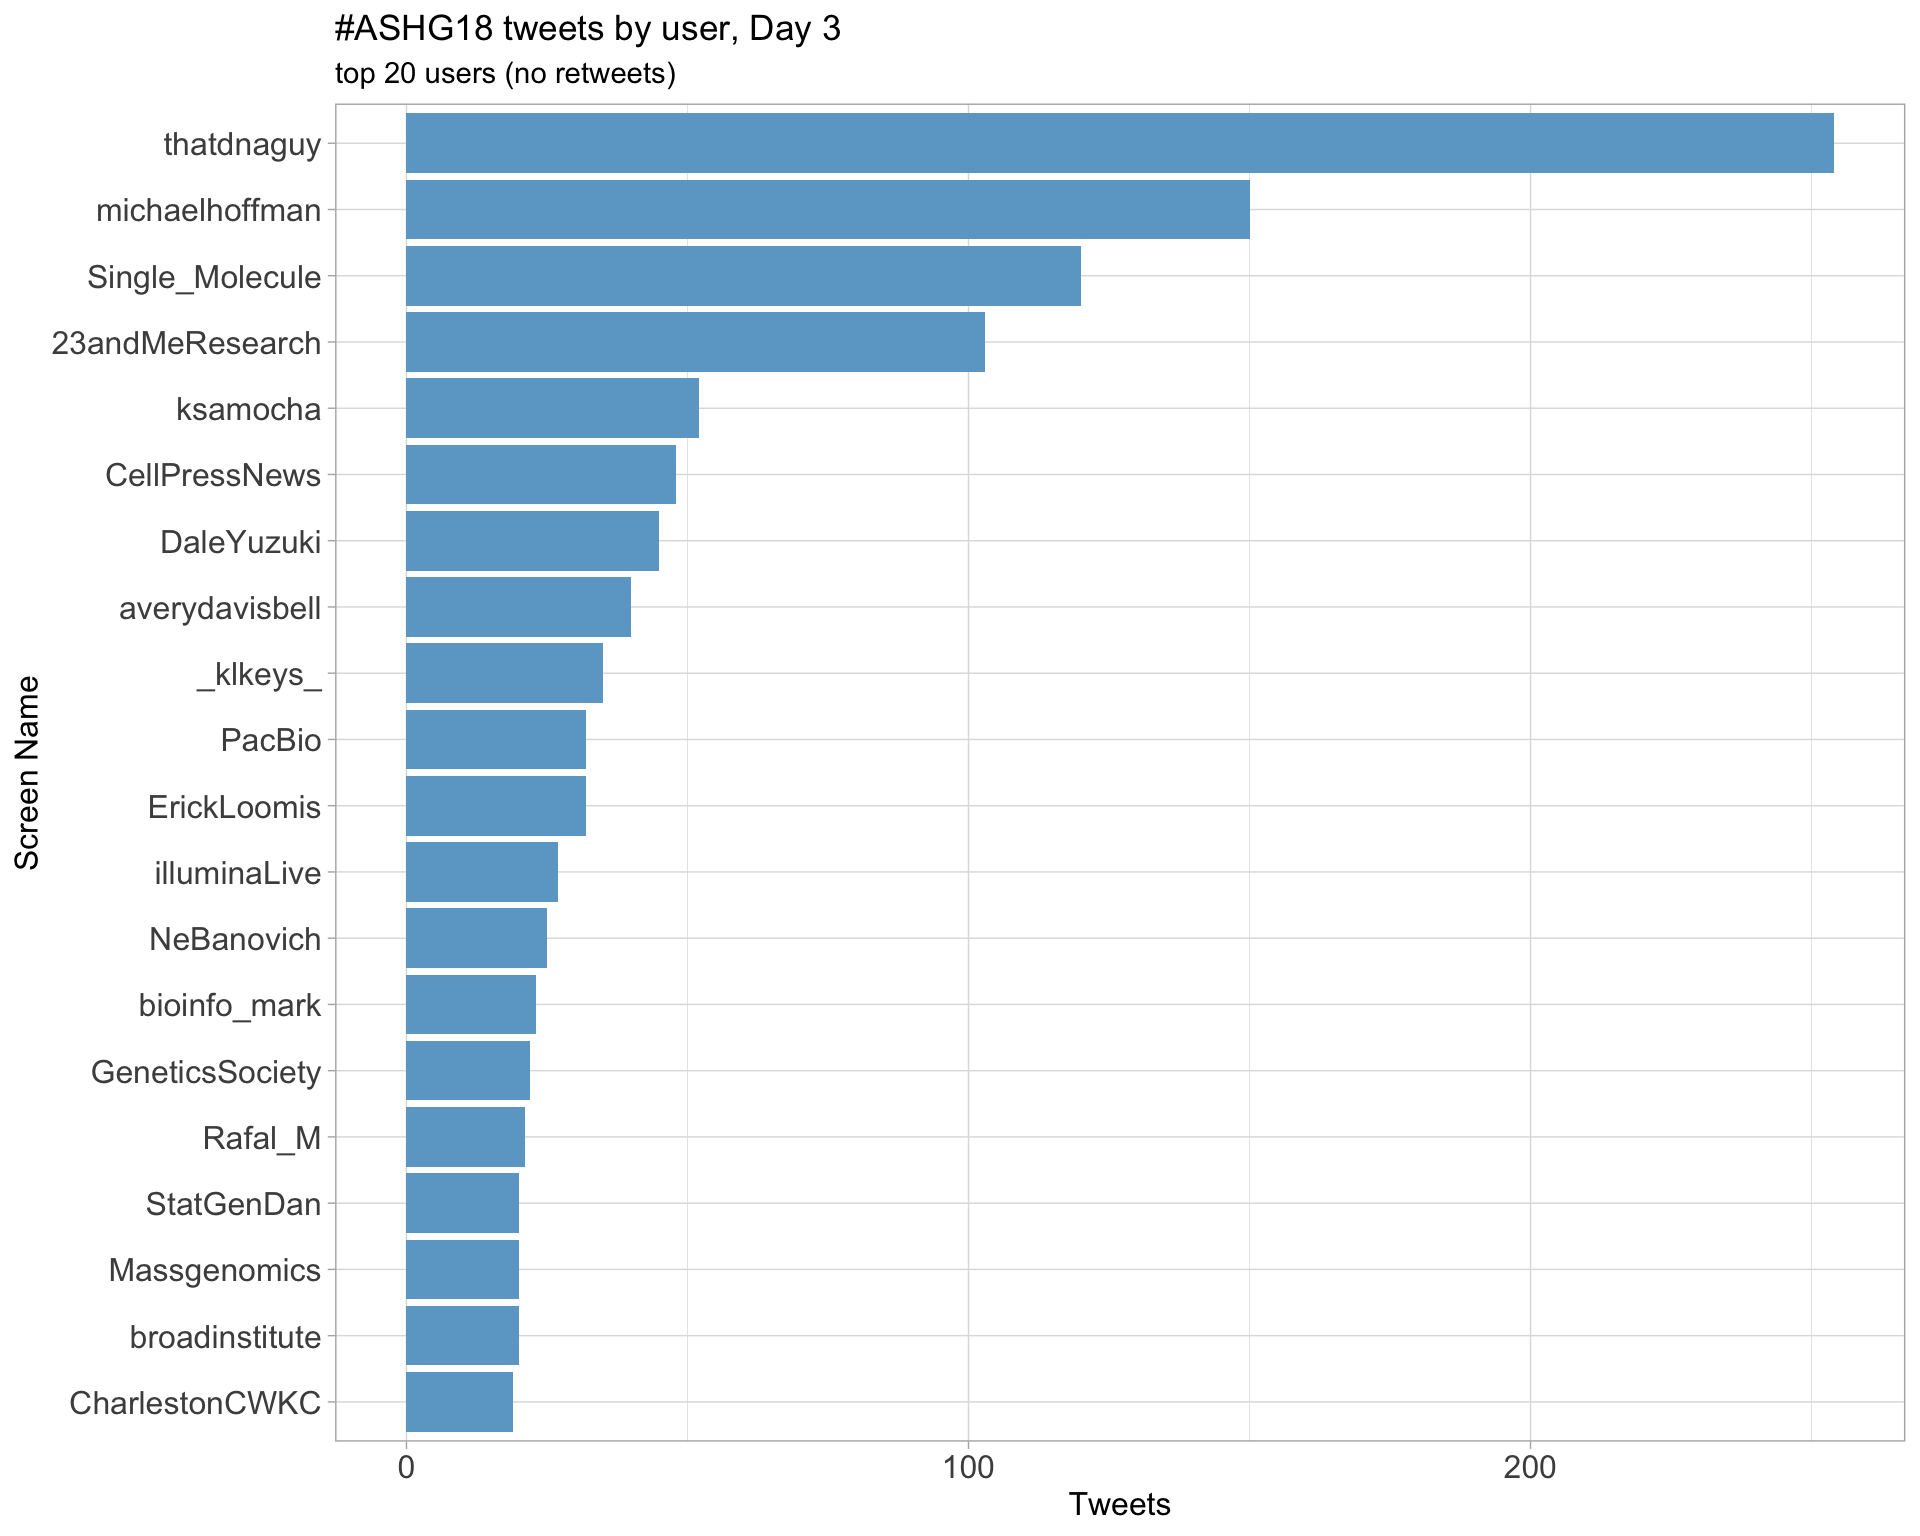 #ASHG18 tweets by user, Day 3
top 20 users (no retweets)
thatdnaguy
michaelhoffman
Single_Molecule
23andMeResearch
ksamocha
CellPressNews
DaleYuzuki
averydavisbell
_klkeys_
PacBio
ErickLoomis
illuminaLive
NeBanovich
bioinfo_mark
GeneticsSociety
Rafal_M
StatGenDan
Massgenomics
broadinstitute
CharlestonCWKC
Screen Name
0 100 200
Tweets